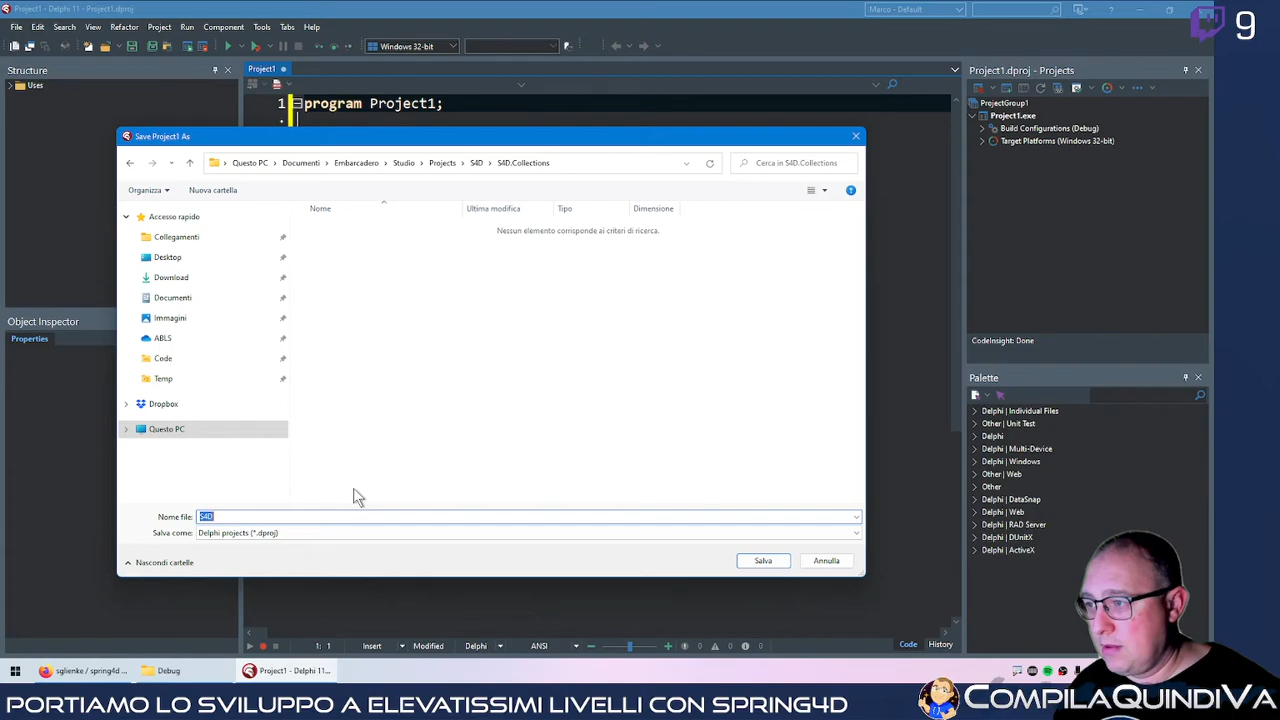 Project1 - Delphi 11 - Project1.dproj
Marco - Default
9
File Edit Search View Refactor Project Run Component Tools Tabs Help
Windows 32-bit
Structure
Uses
Project1
1 program Project1;
Project1.dproj - Projects
ProjectGroup1
Project1.exe
Build Configurations (Debug)
Target Platforms (Windows 32-bit)
Save Project1 As
Questo PC Documenti Embarcadero Studio Projects S4D S4D.Collections
Cerca in S4D.Collections
Organizza Nuova cartella
Nome Ultima modifica Tipo Dimensione
Nessun elemento corrisponde ai criteri di ricerca.
Accesso rapido
Collegamenti
Desktop
Download
Documenti
Immagini
ABLS
Code
Temp
Dropbox
Questo PC
Nome file: S4D
Salva come: Delphi projects (*.dproj)
Nascondi cartelle
Salva Annulla
Object Inspector
Properties
CodeInsight: Done
Palette
Delphi | Individual Files
Other | Unit Test
Delphi
Delphi | Multi-Device
Delphi | Windows
Other | Web
Other
Delphi | DataSnap
Delphi | Web
Delphi | RAD Server
Delphi | DUnitX
Delphi | ActiveX
1: 1 Insert Modified Delphi ANSI 0 0 0 Code History
sglienke / spring4d ... Debug Project1 - Delphi 11...
PORTIAMO LO SVILUPPO A ELEVATISSIMI LIVELLI CON SPRING4D
COMPILAQUINDIVA